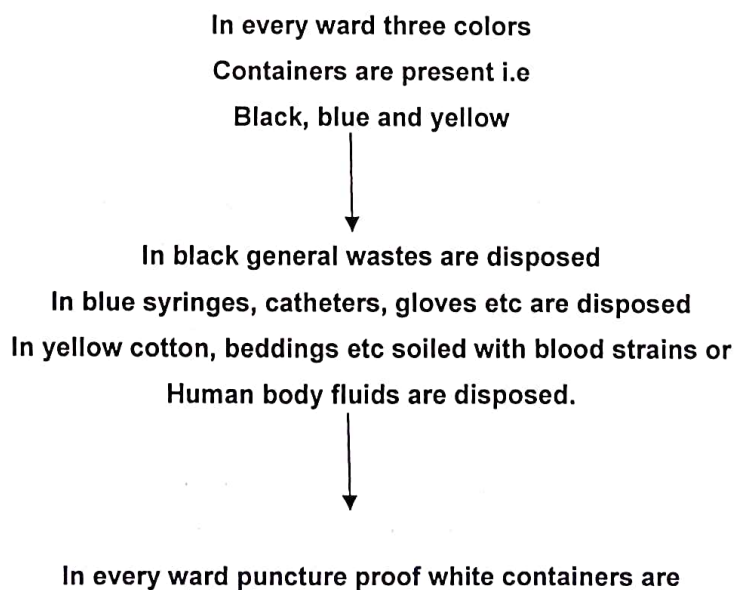 In every ward three colors
Containers are present i.e
Black, blue and yellow
In black general wastes are disposed
In blue syringes, catheters, gloves etc are disposed
In yellow cotton, beddings etc soiled with blood strains or
Human body fluids are disposed.
In every ward puncture proof white containers are